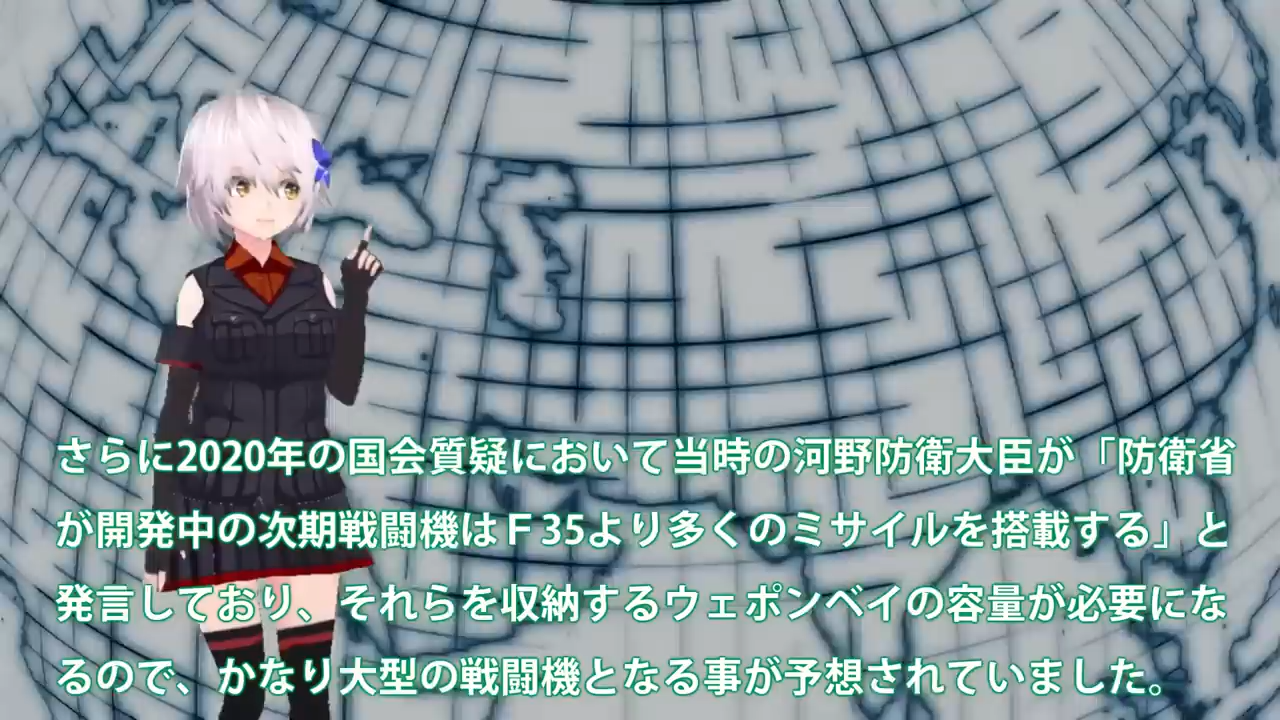 さらに2020年の国会質疑において当時の河野防衛大臣が「防衛省
が開発中の次期戦闘機はＦ35より多くのミサイルを搭載する」と
発言しており、それらを収納するウェポンベイの容量が必要にな
るので、かなり大型の戦闘機となる事が予想されていました。